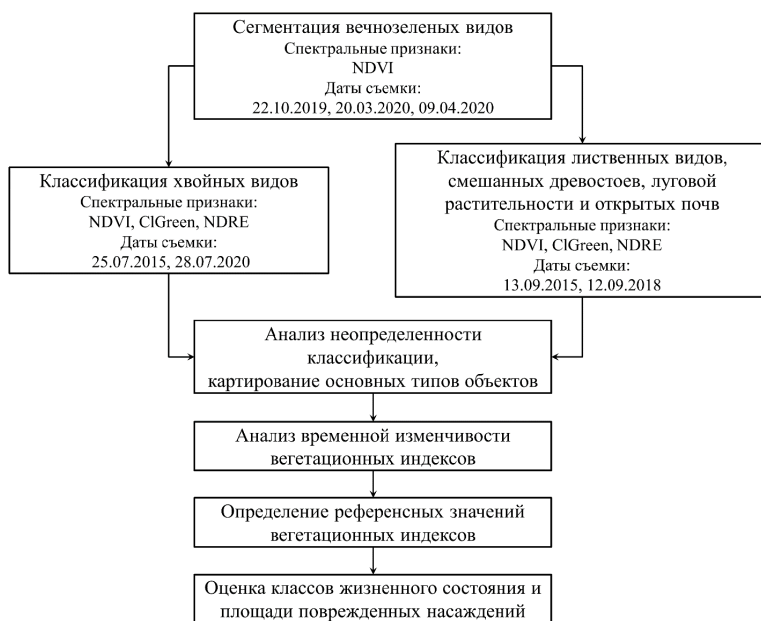 Сегментация вечнозеленых видов
Спектральные признаки:
NDVI
Даты съемки:
22.10.2019, 20.03.2020, 09.04.2020
Классификация хвойных видов
Спектральные признаки:
NDVI, ClGreen, NDRE
Даты съемки:
25.07.2015, 28.07.2020
Классификация лиственных видов,
смешанных древостоев, луговой
растительности и открытых почв
Спектральные признаки:
NDVI, ClGreen, NDRE
Даты съемки:
13.09.2015, 12.09.2018
Анализ неопределенности
классификации,
картирование основных типов объектов
Анализ временной изменчивости
вегетационных индексов
Определение референсных значений
вегетационных индексов
Оценка классов жизненного состояния и
площади поврежденных насаждений